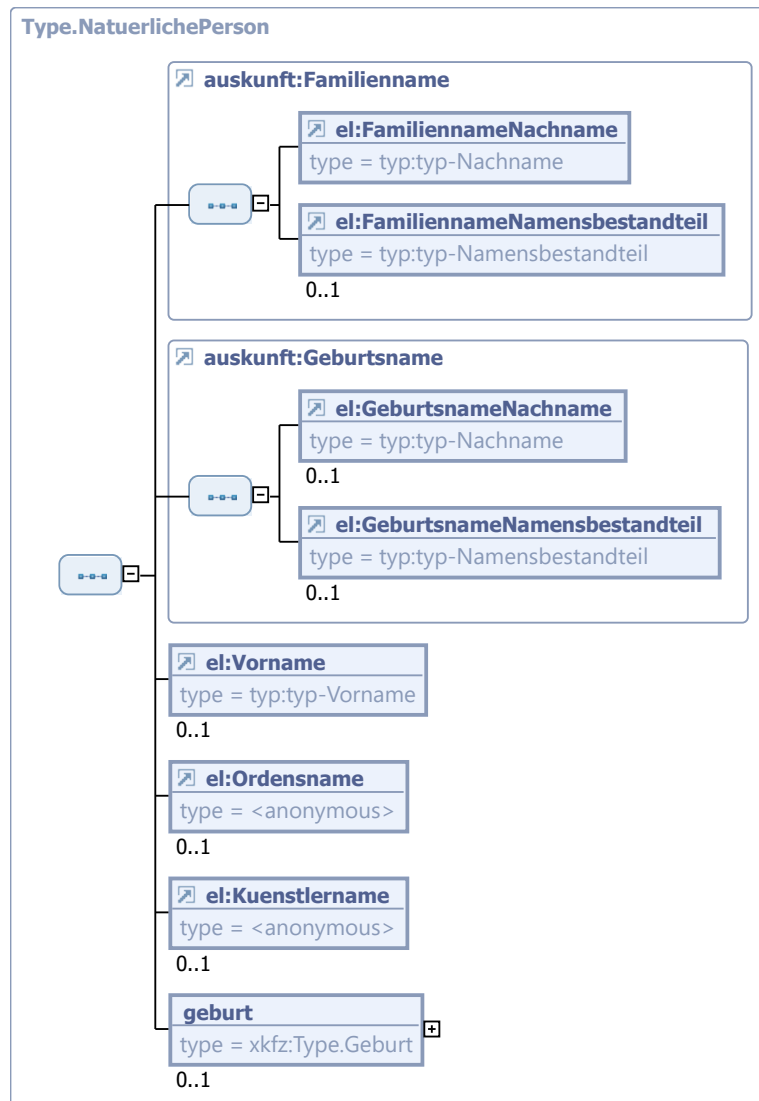 Type.NatuerlichePerson
auskunft:Familienname
el:FamiliennameNachname
type = typ:typ-Nachname
el:FamiliennameNamensbestandteil
type = typ:typ-Namensbestandteil
0..1
auskunft:Geburtsname
el:GeburtsnameNachname
type = typ:typ-Nachname
0..1
el:GeburtsnameNamensbestandteil
type = typ:typ-Namensbestandteil
0..1
el:Vorname
type = typ:typ-Vorname
0..1
el:Ordensname
type = <anonymous>
0..1
el:Kuenstlername
type = <anonymous>
0..1
geburt
type = xkfz:Type.Geburt
0..1